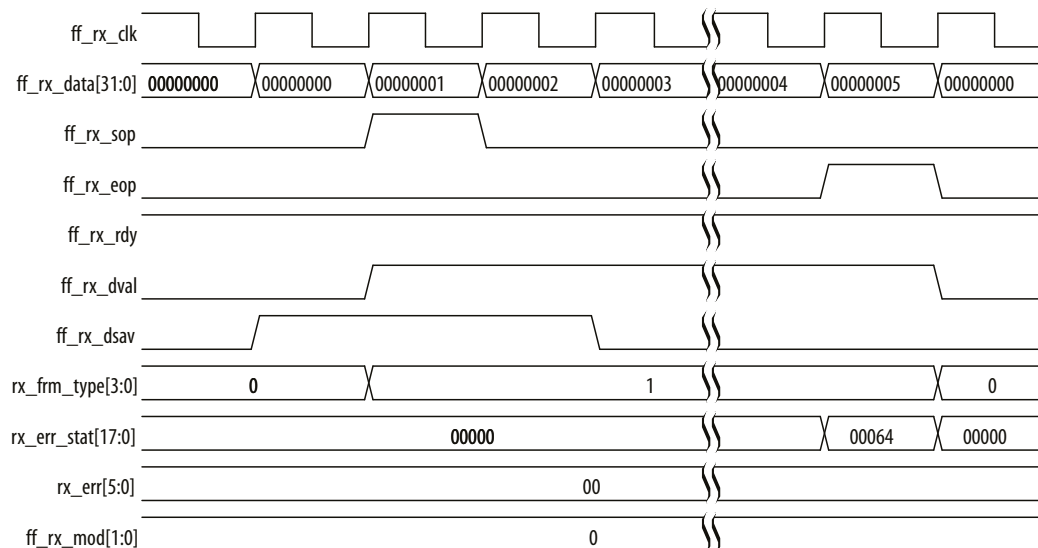 ff_rx_clk
ff_rx_data[31:0] 00000000 00000000 00000001 00000002 00000003 00000004 00000005 00000000
ff_rx_sop
ff_rx_eop
ff_rx_rdy
ff_rx_dval
ff_rx_dsav
rx_frm_type[3:0] 0 1 0
rx_err_stat[17:0] 00000 00064 00000
rx_err[5:0] 00
ff_rx_mod[1:0] 0